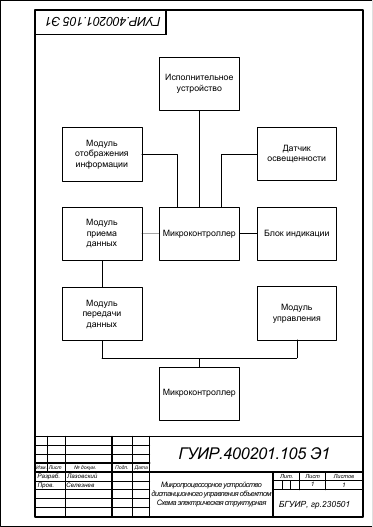 ГУИР.400201.105 Э1
Исполнительное
устройство
Модуль
отображения
информации
Датчик
освещенности
Модуль
приема
данных
Микроконтроллер
Блок индикации
Модуль
передачи
данных
Модуль
управления
Микроконтроллер
ГУИР.400201.105 Э1
Изм Лист № докум. Подп. Дата
Разраб. Лазовский
Пров. Селезнев
Микропроцессорное устройство
дистанционного управления объектом
Схема электрическая структурная
Лит. Лист Листов
1 1
БГУИР, гр.230501